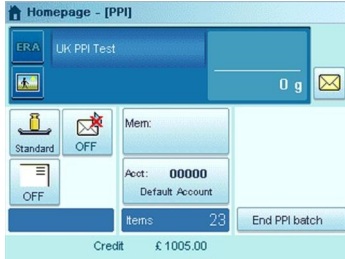 Homepage - [PPI]
ERA UK PPI Test
0 g
Standard OFF Mem:
OFF Acct: 00000
Default Account
Items 23 End PPI batch
Credit £ 1005.00